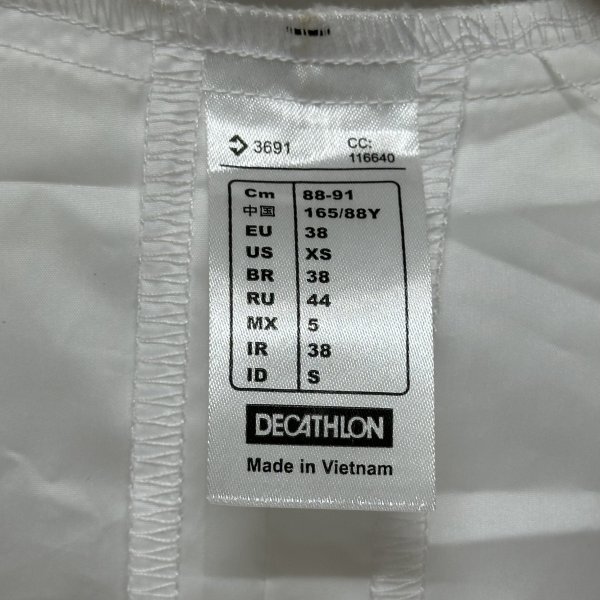 3691 CC:
116640
Cm 88-91
中国 165/88Y
EU 38
US XS
BR 38
RU 44
MX 5
IR 38
ID S
DECATHLON
Made in Vietnam